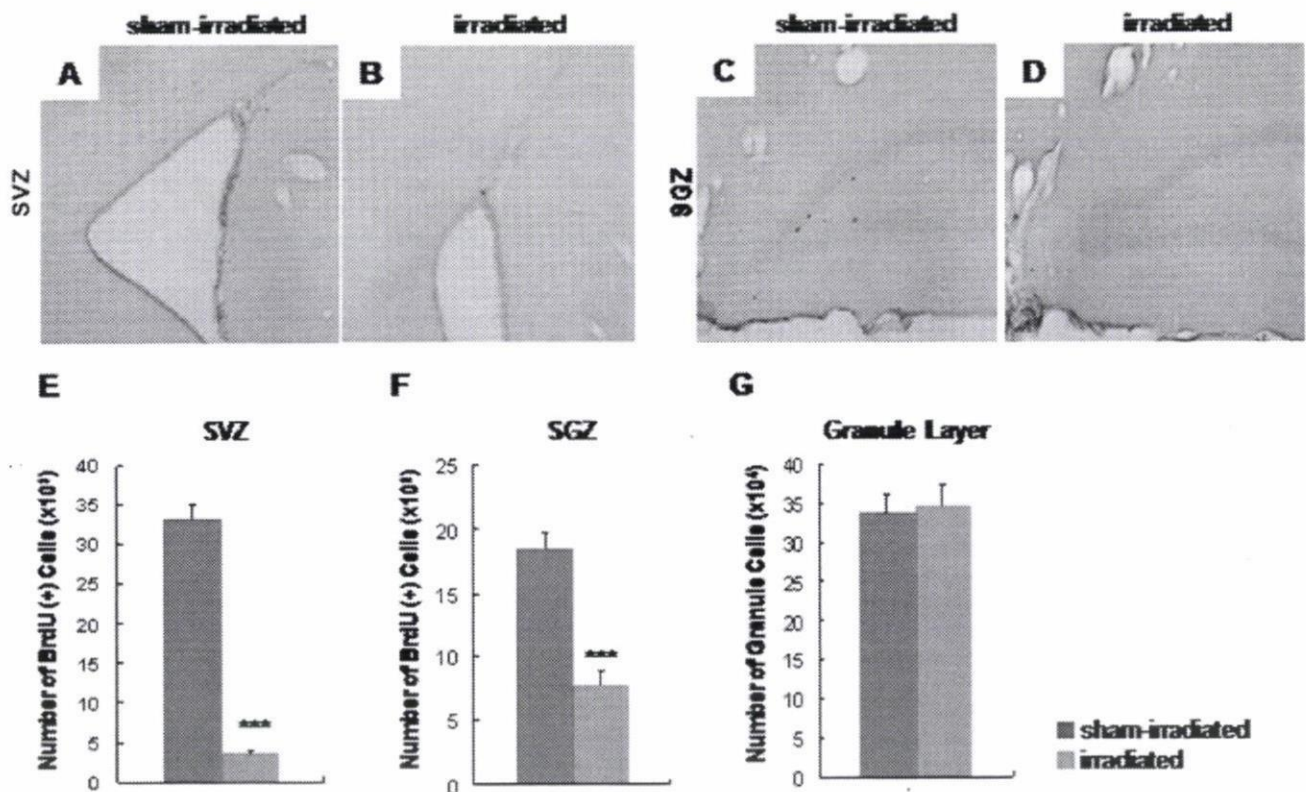 sham-irradiated irradiated sham-irradiated irradiated
A B C D
SVZ
SGZ
E F G
SVZ SGZ Granule Layer
Number of BrdU (+) Cells
40
35
30
25
20
15
10
5
0
Number of BrdU (+) Cells
25
20
15
10
5
0
***
***
Number of Granule Cells (x10⁴)
40
35
30
25
20
15
10
5
0
sham-irradiated
irradiated